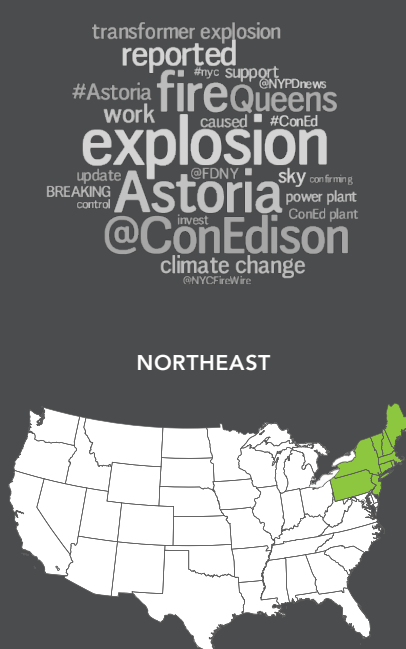 transformer explosion
reported
#nyc support
@NYPDnews
#Astoria fire Queens
work caused #ConEd
explosion
update @FDNY sky confirming
BREAKING Astoria power plant
control
invest ConEd plant
@ConEdison
climate change
@NYCFireWire
NORTHEAST